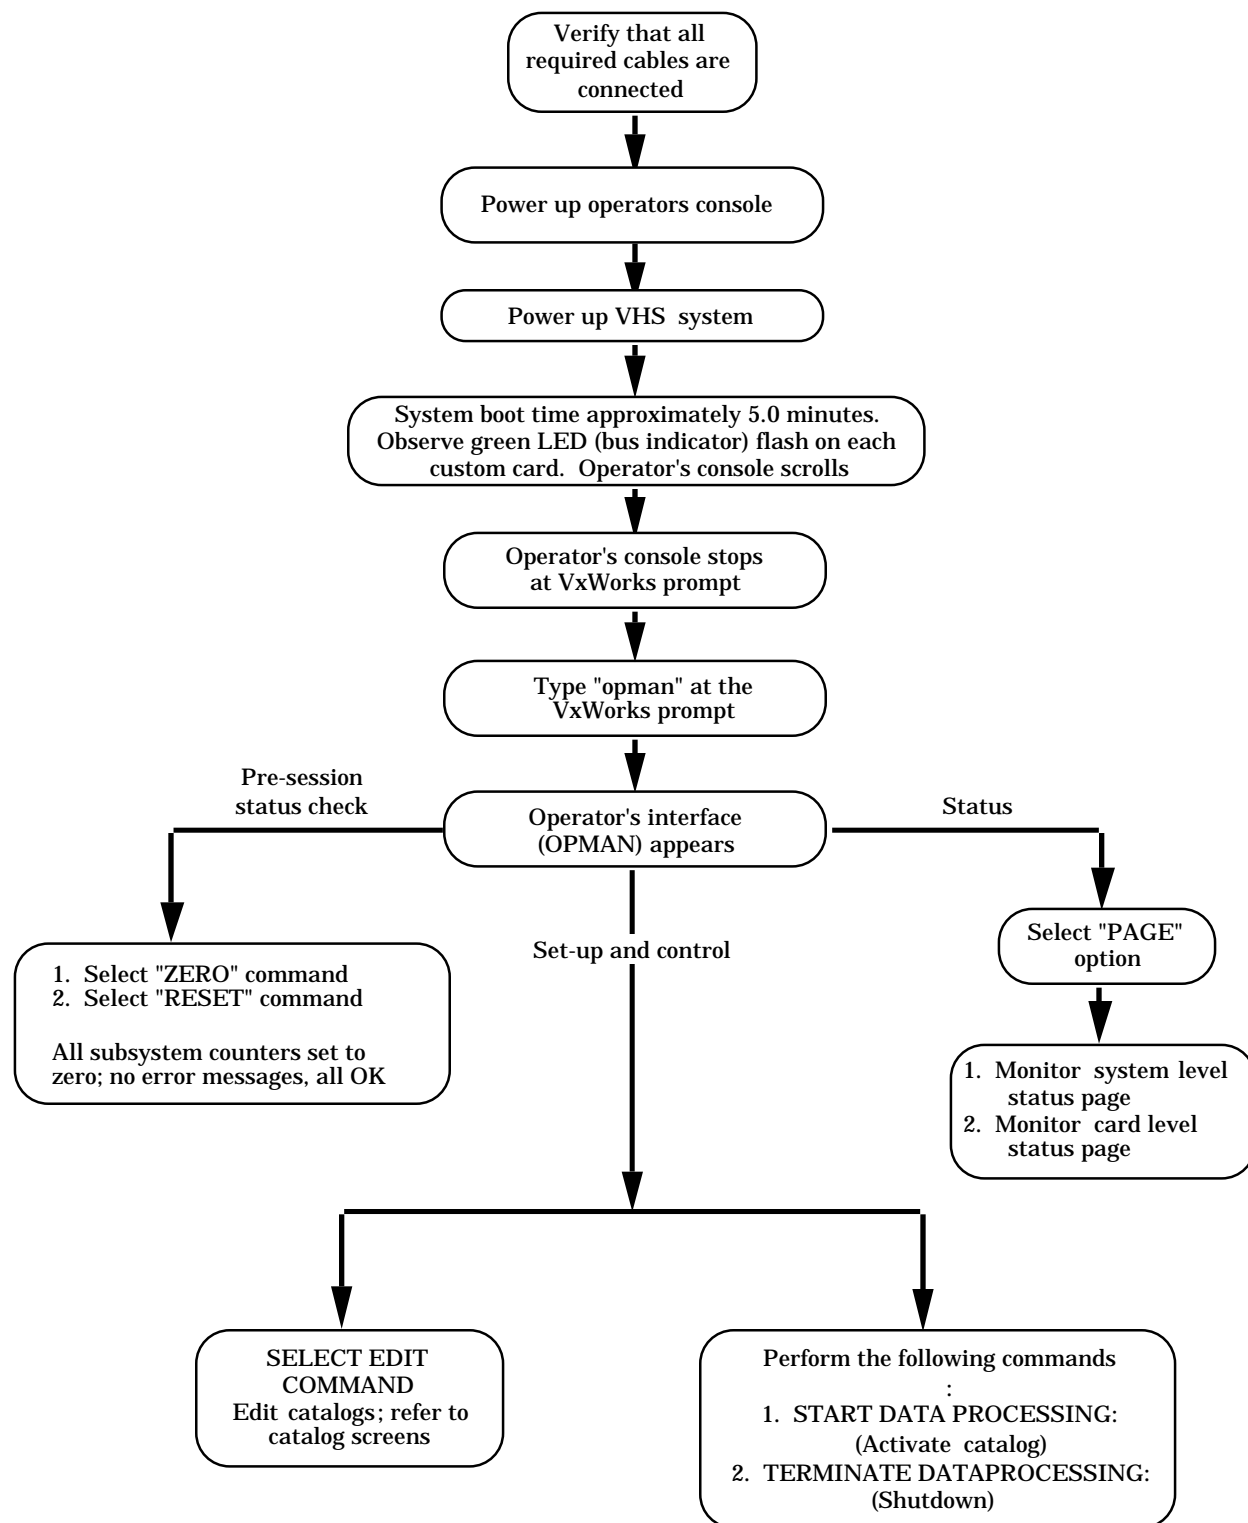 Verify that all
required cables are
connected
Power up operators console
Power up VHS system
System boot time approximately 5.0 minutes.
Observe green LED (bus indicator) flash on each
custom card. Operator's console scrolls
Operator's console stops
at VxWorks prompt
Type "opman" at the
VxWorks prompt
Pre-session
status check
Operator's interface
(OPMAN) appears
Status
1. Select "ZERO" command
2. Select "RESET" command
All subsystem counters set to
zero; no error messages, all OK
Set-up and control
Select "PAGE"
option
1. Monitor system level
status page
2. Monitor card level
status page
SELECT EDIT
COMMAND
Edit catalogs; refer to
catalog screens
Perform the following commands
:
1. START DATA PROCESSING:
(Activate catalog)
2. TERMINATE DATAPROCESSING:
(Shutdown)